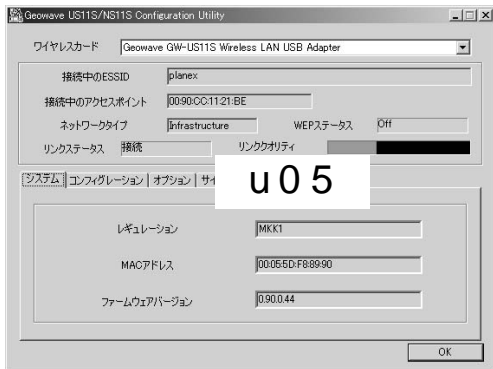 Geowave US11S/NS11S Configuration Utility
ワイヤレスカード Geowave GW-US11S Wireless LAN USB Adapter
接続中のESSID planex
接続中のアクセスポイント 00:90:CC:11:21:BE
ネットワークタイプ Infrastructure WEPステータス Off
リンクステータス 接続 リンククオリティ
システム コンフィグレーション オプション サイ
u05
レギュレーション MKK1
MACアドレス 00:05:5D:F8:89:90
ファームウェアバージョン 0.90.0.44
OK